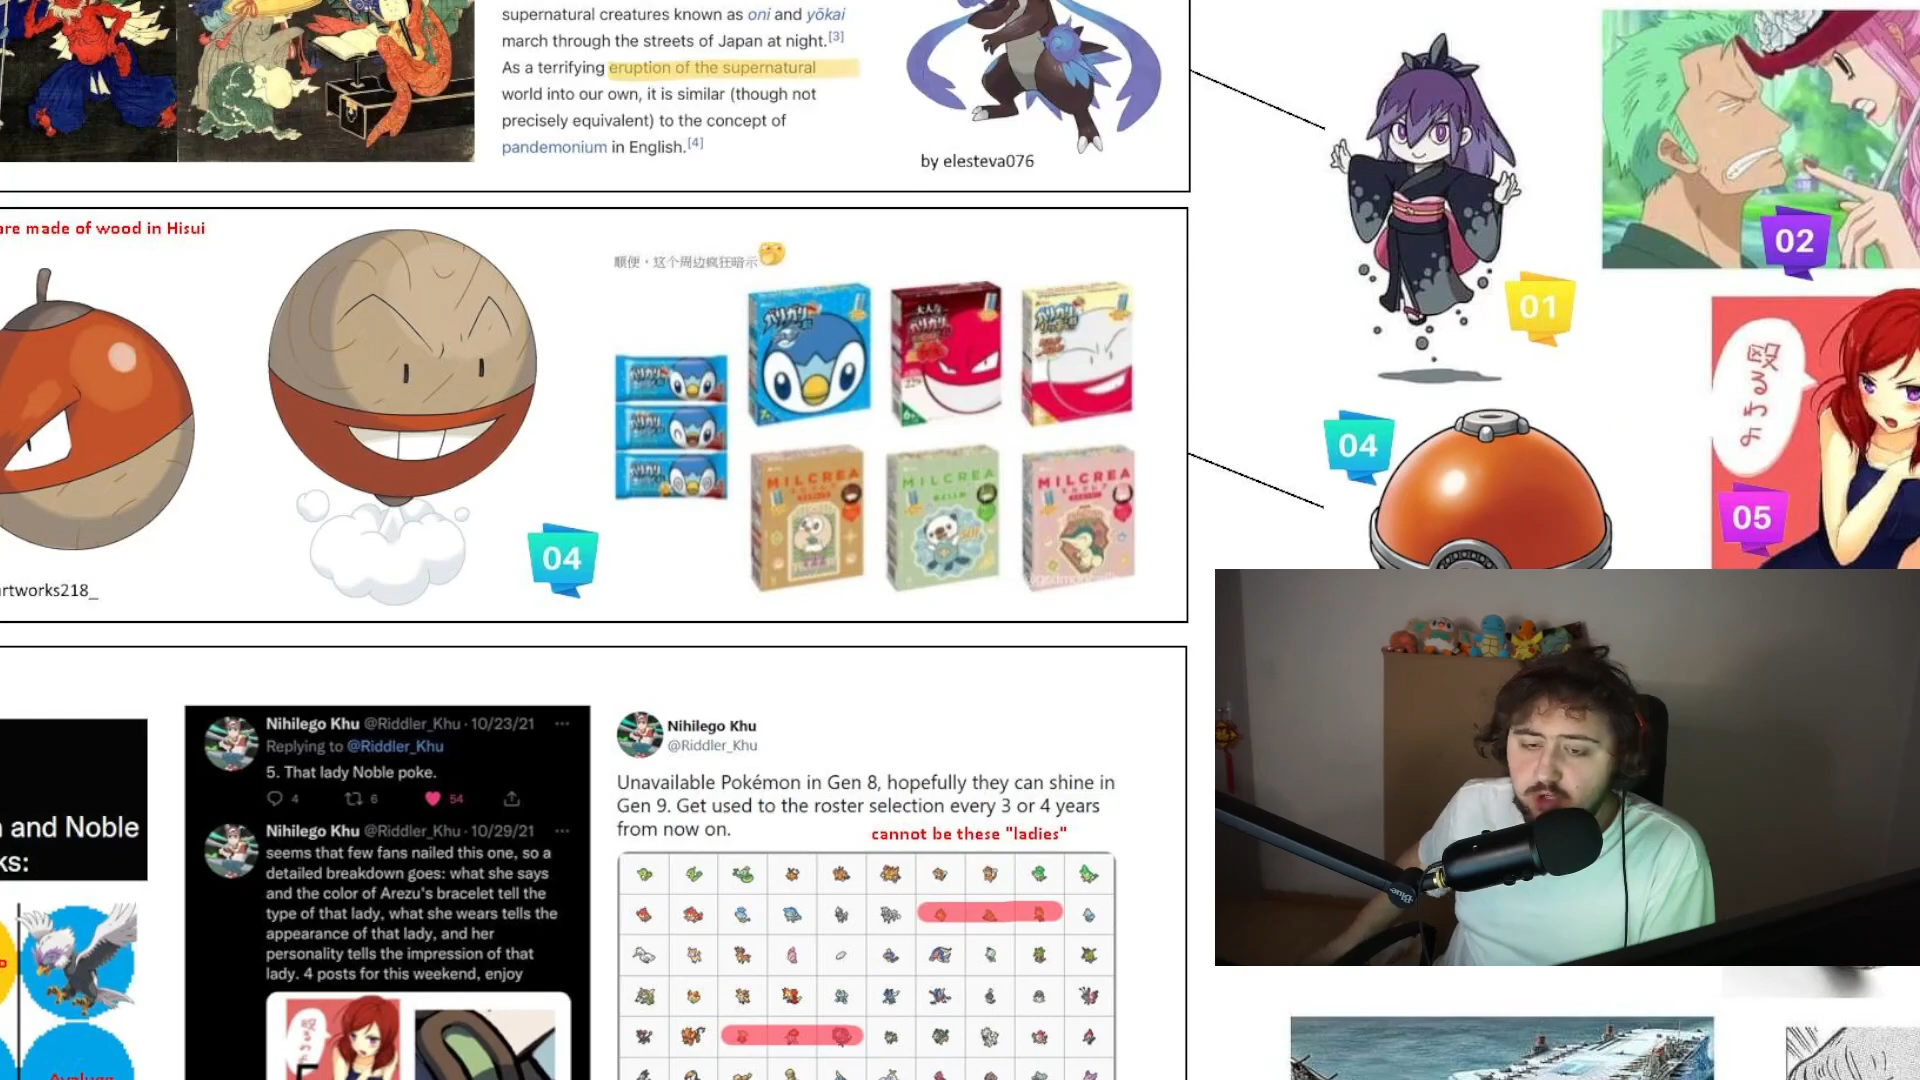 supernatural creatures known as oni and yōkai
march through the streets of Japan at night.[3]
As a terrifying eruption of the supernatural
world into our own, it is similar (though not
precisely equivalent) to the concept of
pandemonium in English.[4]
by elesteva076
01
02
are made of wood in Hisui
顺便，这个周边疯狂暗示
MILCREA
MILCREA
MILCREA
04
rtworks218_
04
殴るわよ
05
and Noble
ks:
Nihilego Khu @Riddler_Khu · 10/23/21
Replying to @Riddler_Khu
5. That lady Noble poke.
4 6 54
Nihilego Khu @Riddler_Khu · 10/29/21
seems that few fans nailed this one, so a
detailed breakdown goes: what she says
and the color of Arezu's bracelet tell the
type of that lady, what she wears tells the
appearance of that lady, and her
personality tells the impression of that
lady. 4 posts for this weekend, enjoy
Nihilego Khu
@Riddler_Khu
Unavailable Pokémon in Gen 8, hopefully they can shine in
Gen 9. Get used to the roster selection every 3 or 4 years
from now on.
cannot be these "ladies"
Blue